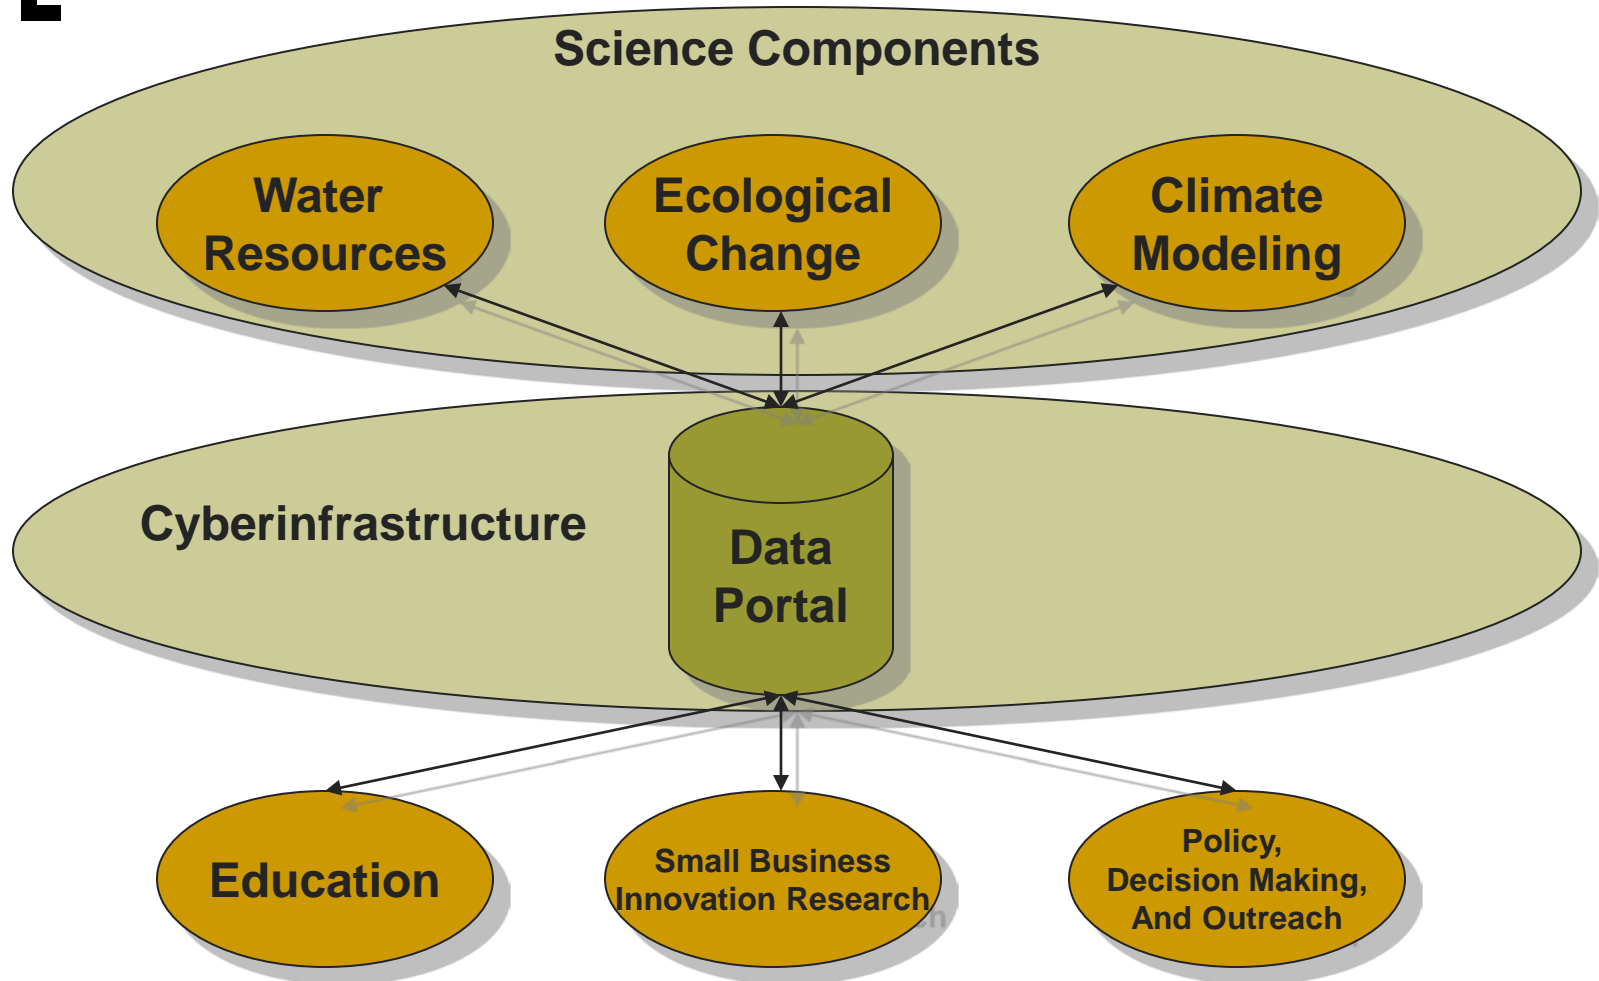 Science Components
Water
Resources
Ecological
Change
Climate
Modeling
Cyberinfrastructure
Data
Portal
Education
Small Business
Innovation Research
Policy,
Decision Making,
And Outreach